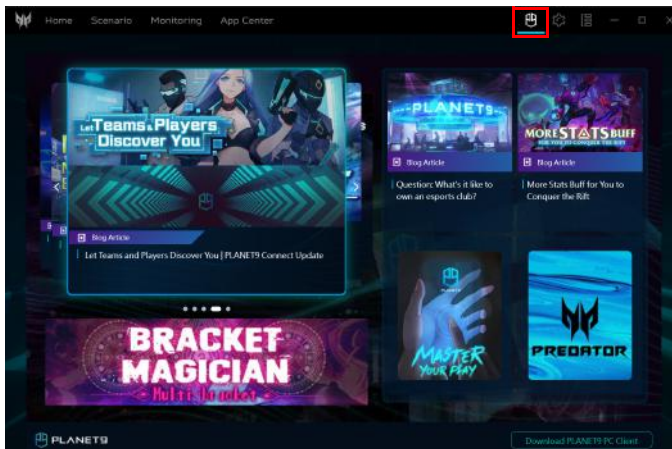 Home Scenario Monitoring App Center
Let Teams & Players
Discover You
Blog Article
Let Teams and Players Discover You | PLANET9 Connect Update
PLANET9
Blog Article
Question: What's it like to
own an esports club?
MORE STATS BUFF
FOR YOU TO CONQUER THE RIFT
Blog Article
More Stats Buff for You to
Conquer the Rift
BRACKET
MAGICIAN
Multi Bracket
PLANET9
MASTER
YOUR PLAY
PREDATOR
PLANET9
Download PLANET9 PC Client